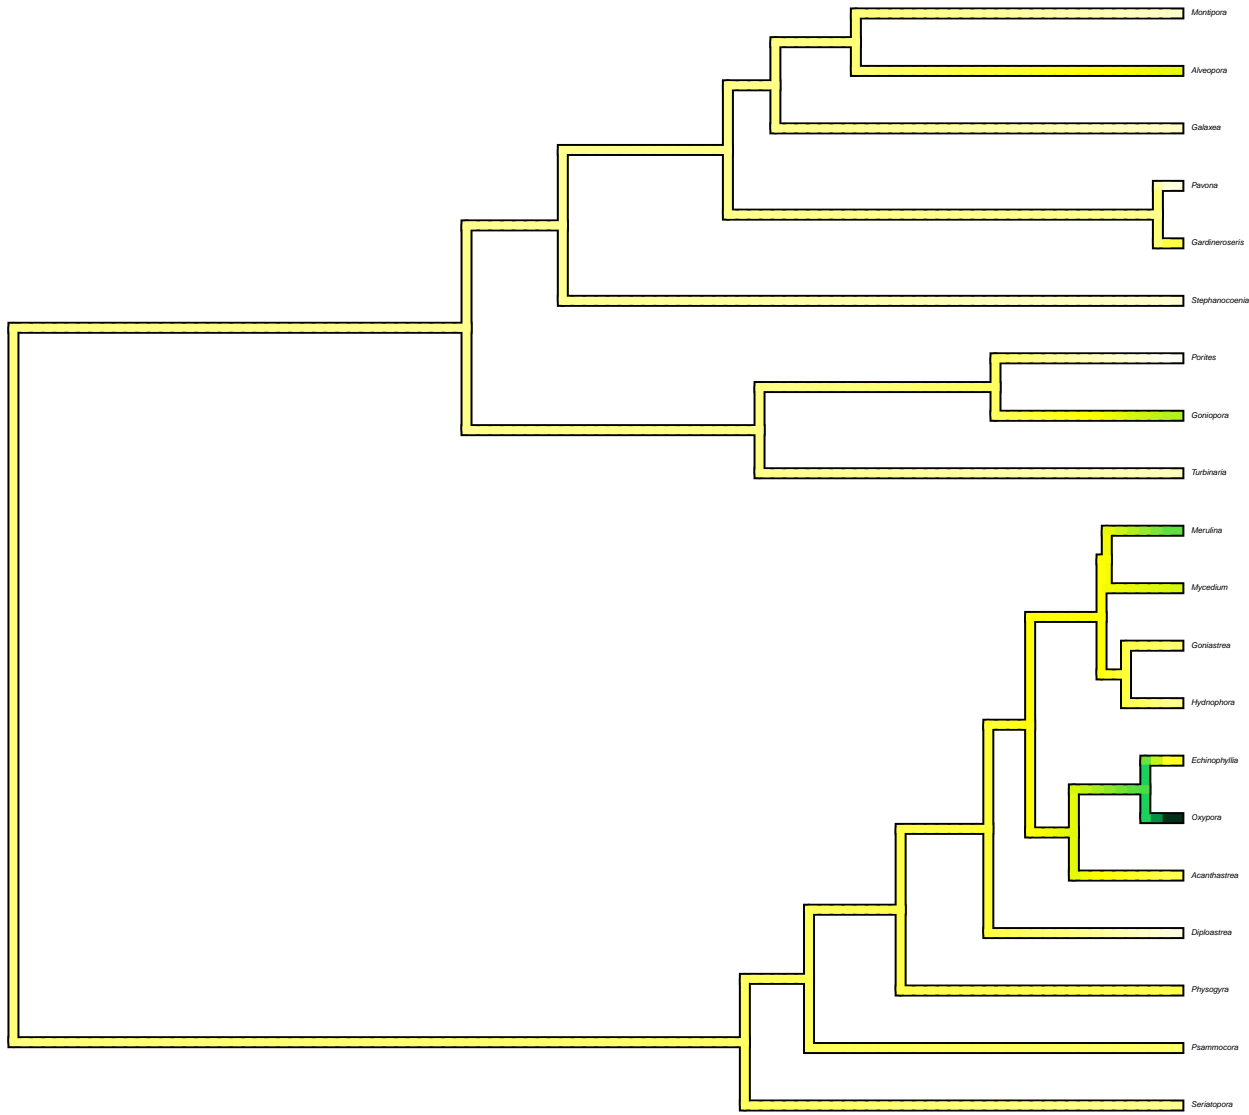 Montipora
Alveopora
Galaxea
Pavona
Gardineroseris
Stephanocoenia
Porites
Goniopora
Turbinaria
Merulina
Mycedium
Goniastrea
Hydnophora
Echinophyllia
Oxypora
Acanthastrea
Diploastrea
Physogyra
Psammocora
Seriatopora